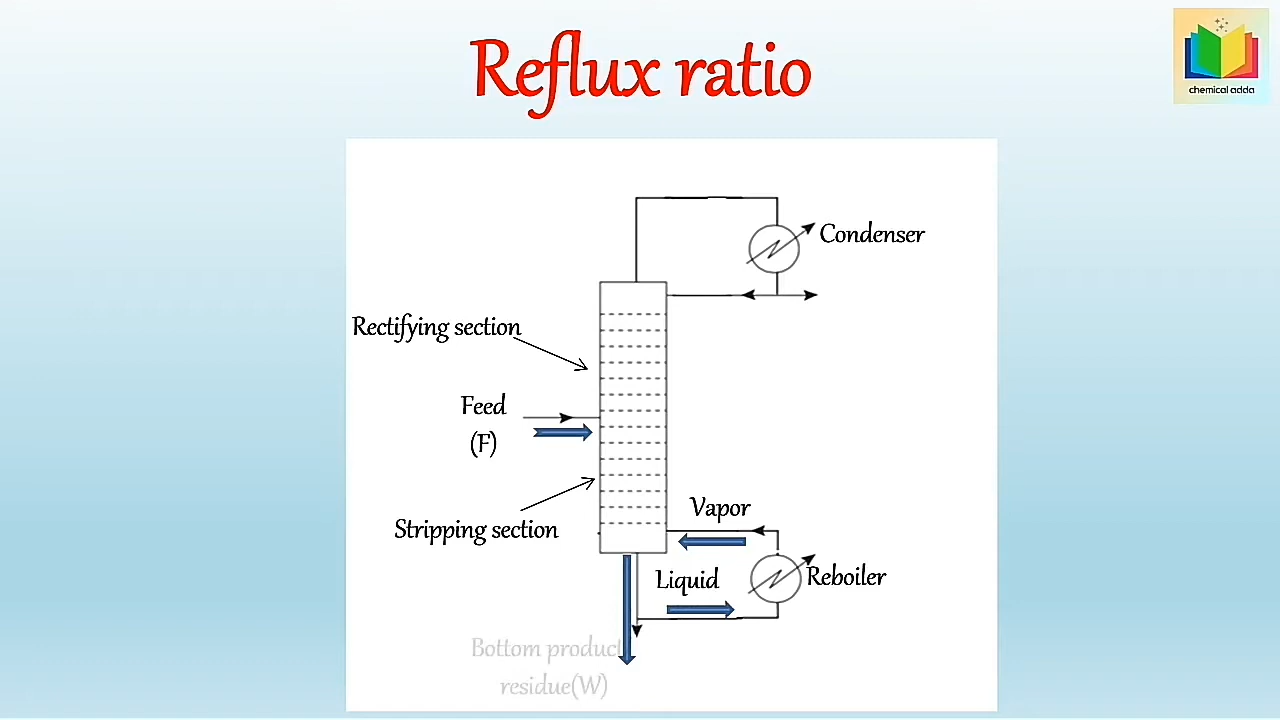 Reflux ratio
chemical adda
Condenser
Rectifying section
Feed
(F)
Stripping section
Vapor
Liquid
Reboiler
Bottom product
residue(W)